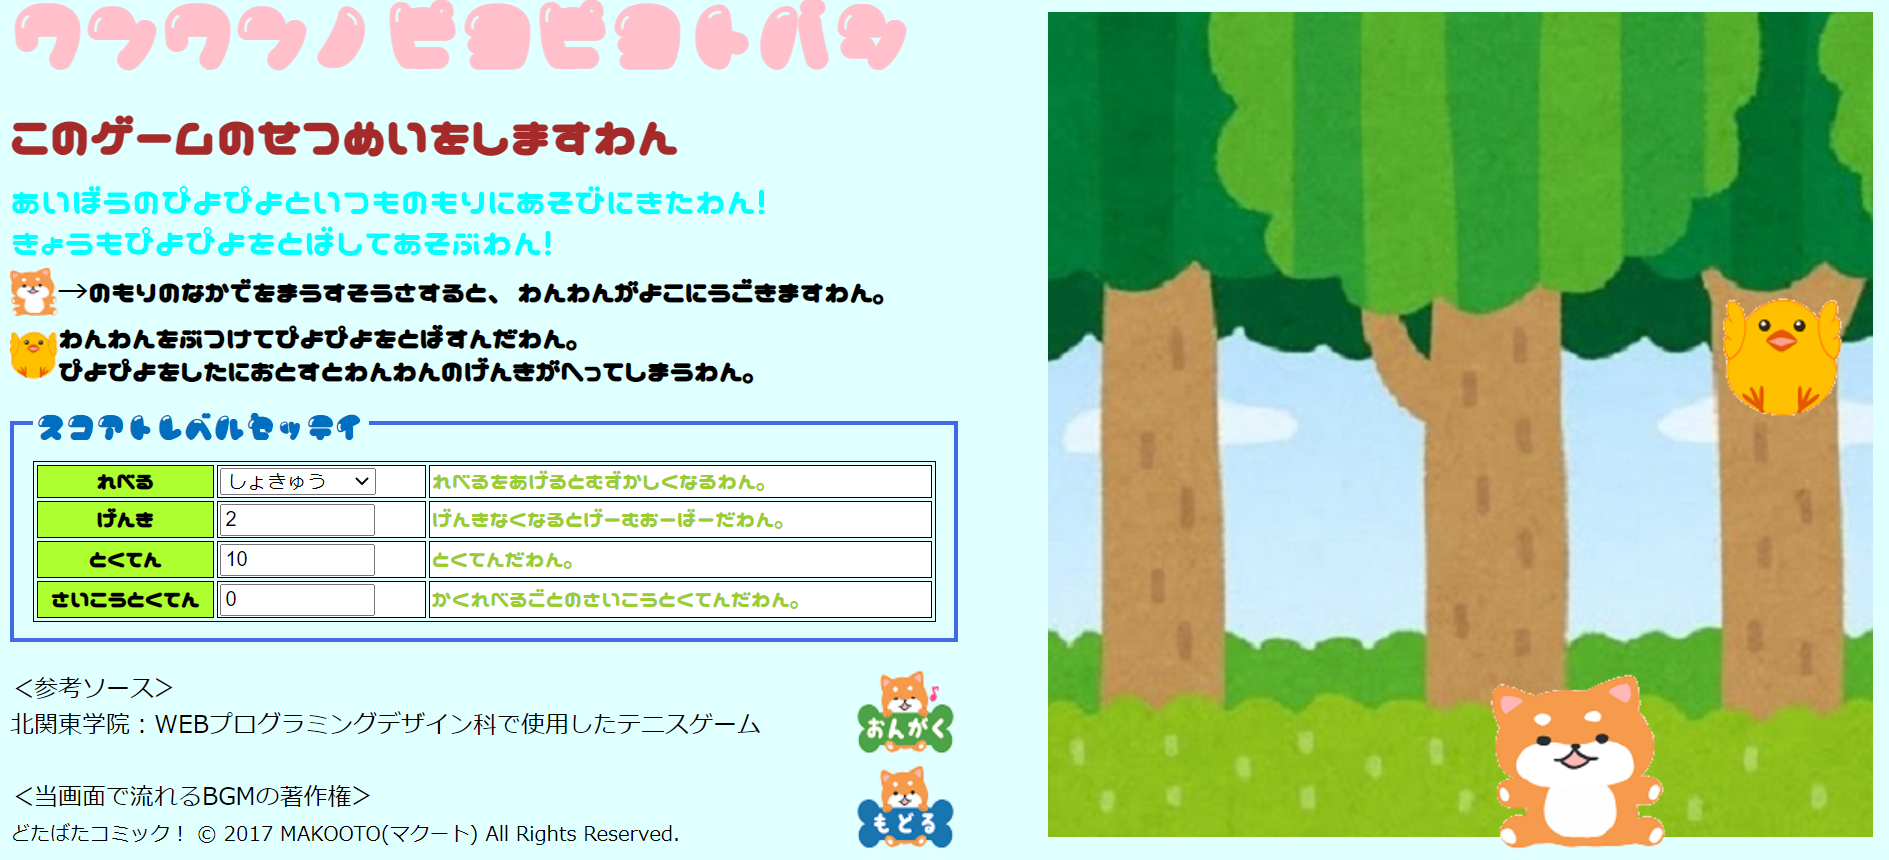 ワンワンノ ピヨピヨトバシ
このゲームのせつめいをしますわん
あいぼうのぴよぴよといつものもりにあそびにきたわん!
きょうもぴよぴよをとばしてあそぶわん!
→のもりのなかでをまうすそうさすると、わんわんがよこにうごきますわん。
わんわんをぶつけてぴよぴよをとばすんだわん。
ぴよぴよをしたにおとすとわんわんのげんきがへってしまうわん。
スコアトレベルセッテイ
れべる しょきゅう れべるをあげるとむずかしくなるわん。
げんき 2 げんきなくなるとげーむおーばーだわん。
とくてん 10 とくてんだわん。
さいこうとくてん 0 かくれべるごとのさいこうとくてんだわん。
＜参考ソース＞
北関東学院：WEBプログラミングデザイン科で使用したテニスゲーム
おんがく
＜当画面で流れるBGMの著作権＞
どたばたコミック！ © 2017 MAKOOTO(マクート) All Rights Reserved.
もどる